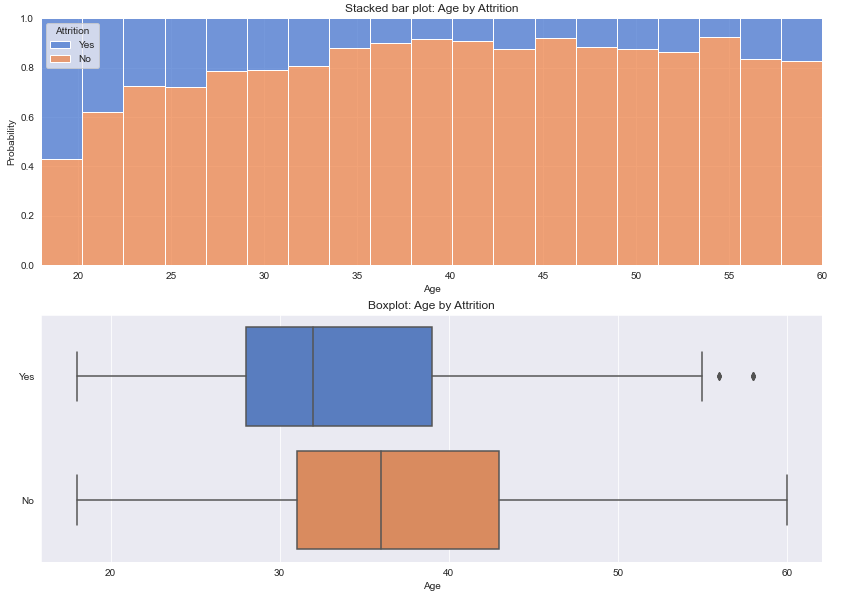 Stacked bar plot: Age by Attrition
1.0
0.8
0.6
0.4
0.2
0.0
Probability
Attrition
Yes
No
20 25 30 35 40 45 50 55 60
Age
Boxplot: Age by Attrition
Yes
No
20 30 40 50 60
Age